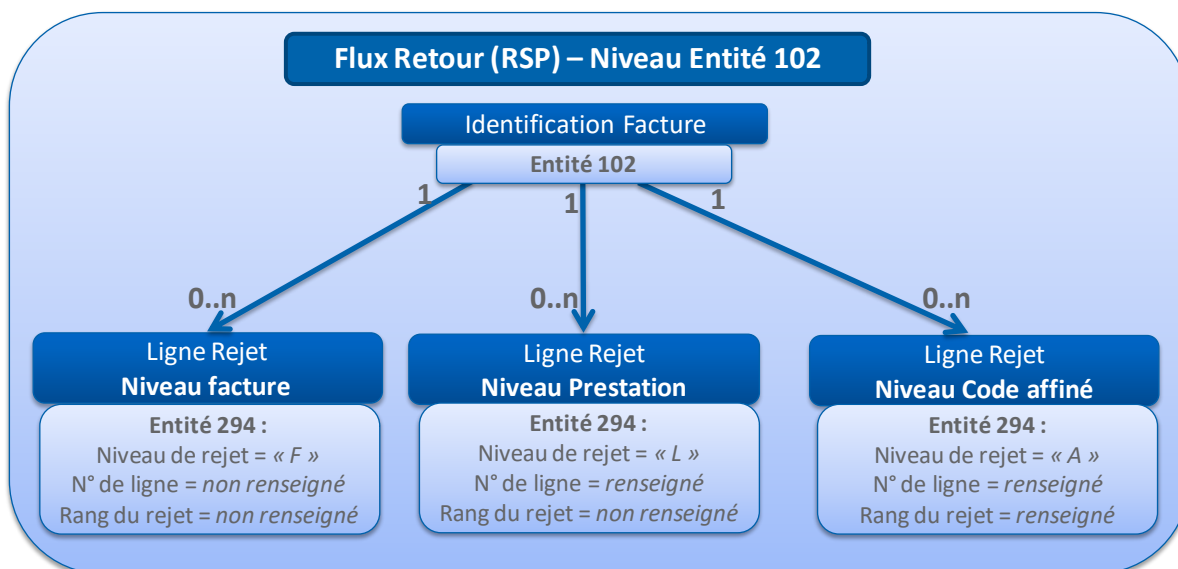 Flux Retour (RSP) – Niveau Entité 102
Identification Facture
Entité 102
1
1
1
0..n
0..n
0..n
Ligne Rejet
Niveau facture
Entité 294 :
Niveau de rejet = « F »
N° de ligne = non renseigné
Rang du rejet = non renseigné
Ligne Rejet
Niveau Prestation
Entité 294 :
Niveau de rejet = « L »
N° de ligne = renseigné
Rang du rejet = non renseigné
Ligne Rejet
Niveau Code affiné
Entité 294 :
Niveau de rejet = « A »
N° de ligne = renseigné
Rang du rejet = renseigné